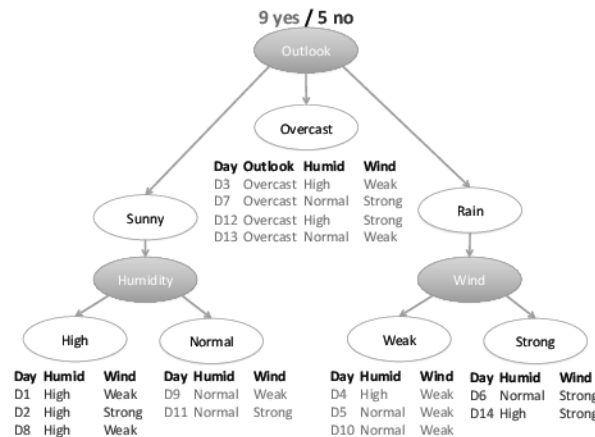 9 yes / 5 no
Outlook
Overcast
Day Outlook Humid Wind
D3 Overcast High Weak
D7 Overcast Normal Strong
D12 Overcast High Strong
D13 Overcast Normal Weak
Sunny
Rain
Humidity
Wind
High
Normal
Weak
Strong
Day Humid Wind
D1 High Weak
D2 High Strong
D8 High Weak
Day Humid Wind
D9 Normal Weak
D11 Normal Strong
Day Humid Wind
D4 High Weak
D5 Normal Weak
D10 Normal Weak
Day Humid Wind
D6 Normal Strong
D14 High Strong